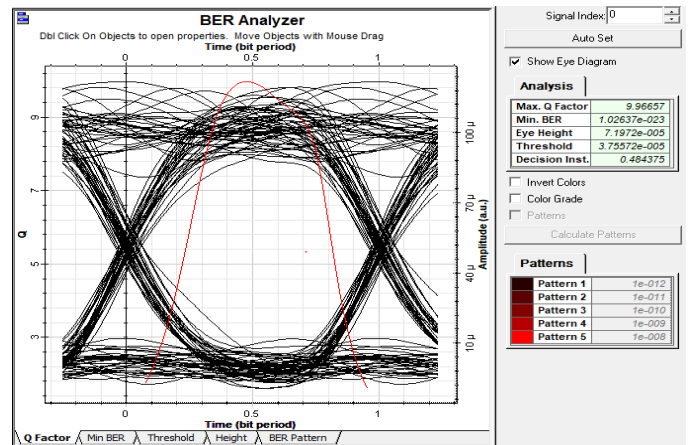 BER Analyzer
Dbl Click On Objects to open properties. Move Objects with Mouse Drag
Time (bit period)
0 0.5 1
9
7
5
3
Q
100 µ
70 µ
40 µ
10 µ
Amplitude (a.u.)
0 0.5 1
Time (bit period)
Q Factor Min BER Threshold Height BER Pattern
Signal Index: 0
Auto Set
Show Eye Diagram
Analysis
Max. Q Factor 9.96657
Min. BER 1.02637e-023
Eye Height 7.1972e-005
Threshold 3.75572e-005
Decision Inst. 0.484375
Invert Colors
Color Grade
Patterns
Calculate Patterns
Patterns
Pattern 1 1e-012
Pattern 2 1e-011
Pattern 3 1e-010
Pattern 4 1e-009
Pattern 5 1e-008